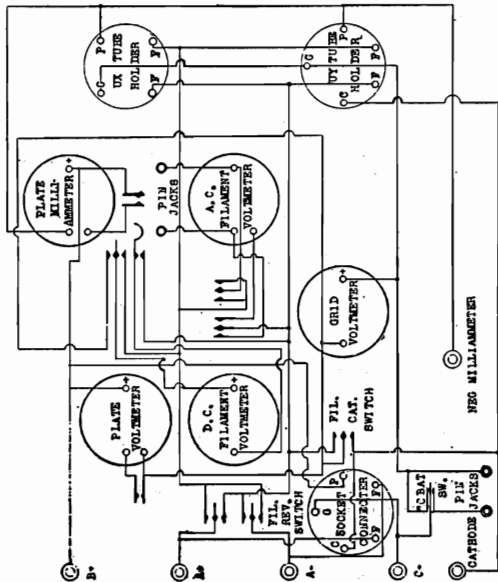 P
G
UX TUBE
HOLDER
F
F
P
G
UY TUBE
HOLDER
C
F
F
PLATE
MILLI-
AMMETER
+
PIN
JACKS
A.C.
FILAMENT
VOLTMETER
GRID
VOLTMETER
+
PLATE
VOLTMETER
+
D.C.
FILAMENT
VOLTMETER
+
FIL.
CAT.
SWITCH
FIL.
REV.
SWITCH
P
G
SOCKET
CONNECTER
C
F
F
"C BAT
SW.
PIN
JACKS
CATHODE
NEG MILLIAMMETER
B+
A+
A-
C+